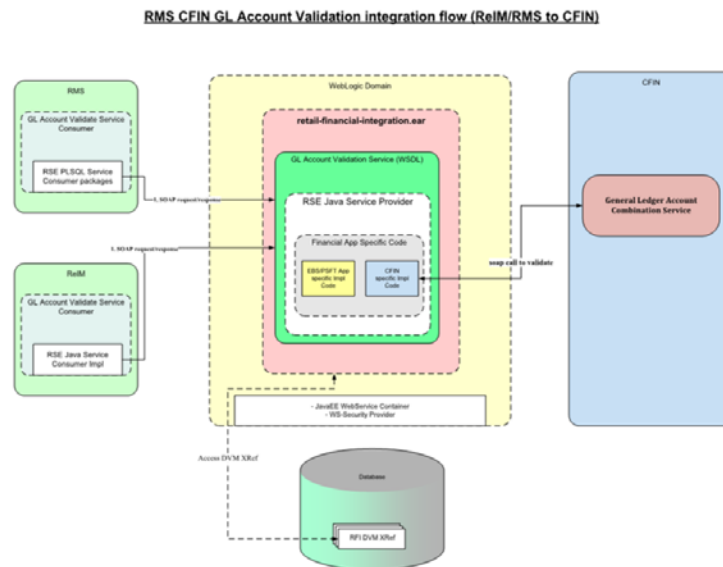 RMS CFIN GL Account Validation integration flow (ReIM/RMS to CFIN)
RMS
GL Account Validate Service
Consumer
RSE PLSQL Service
Consumer packages
ReIM
GL Account Validate Service
Consumer
RSE Java Service
Consumer Impl
1. SOAP request/response
1. SOAP request/response
WebLogic Domain
retail-financial-integration.ear
GL Account Validation Service (WSDL)
RSE Java Service Provider
Financial App Specific Code
EBS/PSFT App
specific Impl
Code
CFIN
specific Impl
Code
- JavaEE WebService Container
- WS-Security Provider
soap call to validate
CFIN
General Ledger Account
Combination Service
Access DVM XRef
Database
RFI DVM XRef